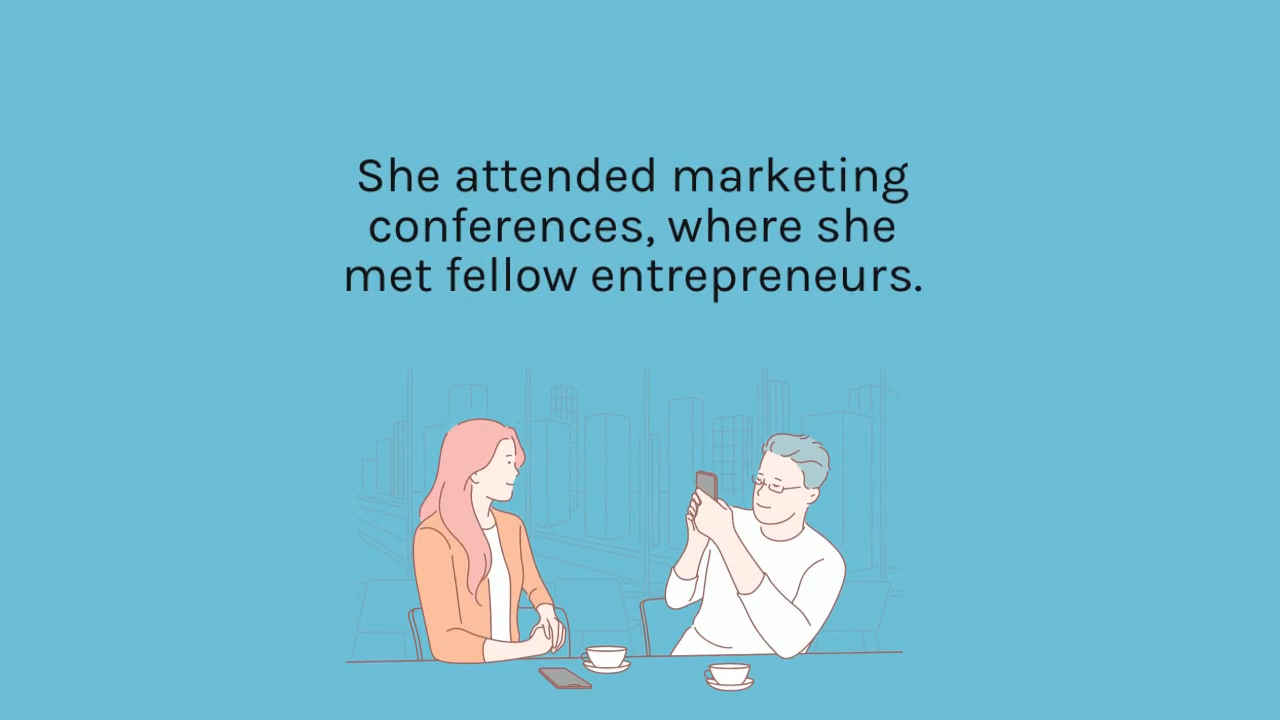 She attended marketing
conferences, where she
met fellow entrepreneurs.